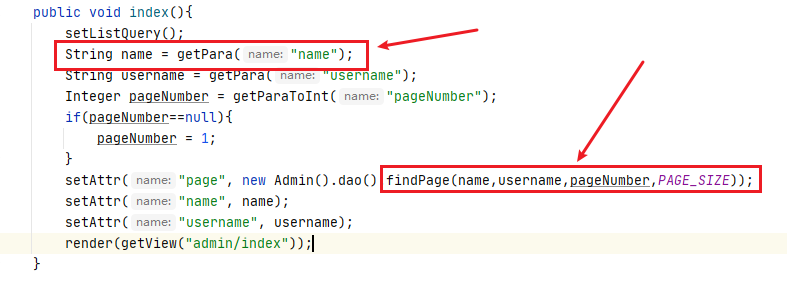 public void index(){
setListQuery();
String name = getPara( name: "name");
String username = getPara( name: "username");
Integer pageNumber = getParaToInt( name: "pageNumber");
if(pageNumber==null){
pageNumber = 1;
}
setAttr( name: "page", new Admin().dao().findPage(name,username,pageNumber,PAGE_SIZE));
setAttr( name: "name", name);
setAttr( name: "username", username);
render(getView("admin/index"));
}